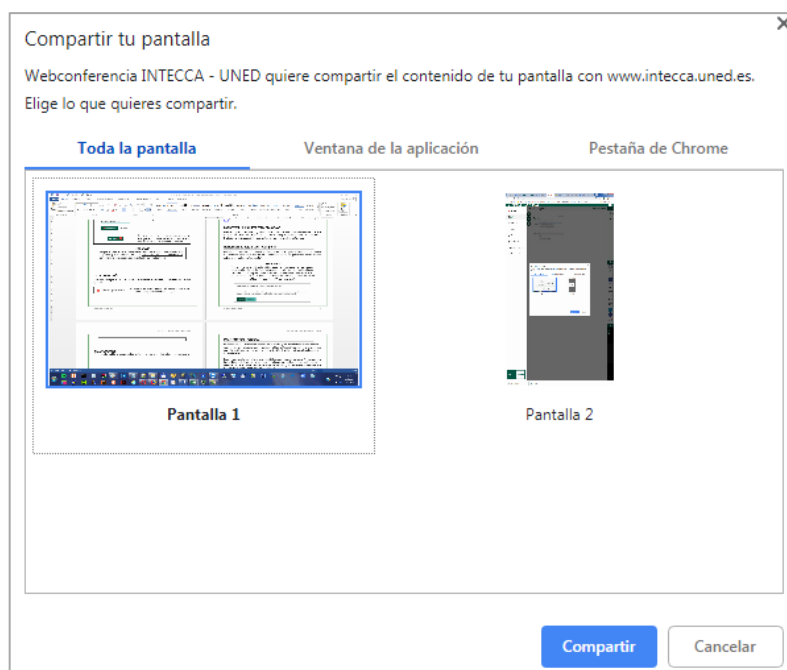 Compartir tu pantalla
Webconferencia INTECCA - UNED quiere compartir el contenido de tu pantalla con www.intecca.uned.es.
Elige lo que quieres compartir.
Toda la pantalla Ventana de la aplicación Pestaña de Chrome
Pantalla 1 Pantalla 2
Compartir Cancelar